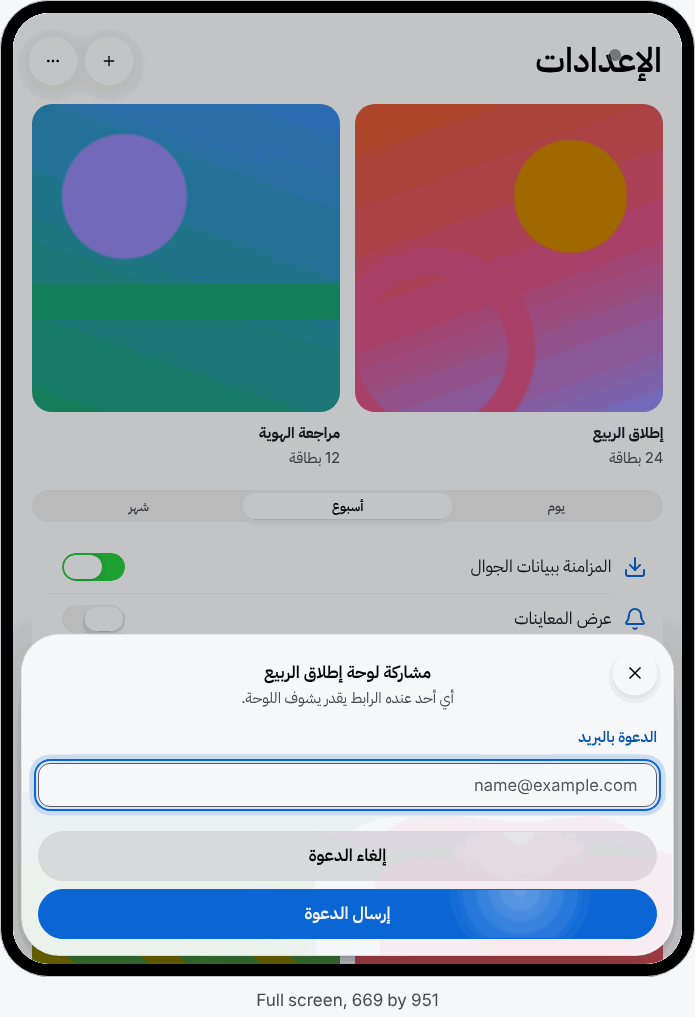 الإعدادات
إطلاق الربيع
24 بطاقة
مراجعة الهوية
12 بطاقة
يوم
أسبوع
شهر
المزامنة ببيانات الجوال
عرض المعاينات
مشاركة لوحة إطلاق الربيع
أي أحد عنده الرابط يقدر يشوف اللوحة.
الدعوة بالبريد
name@example.com
إلغاء الدعوة
إرسال الدعوة
Full screen, 669 by 951